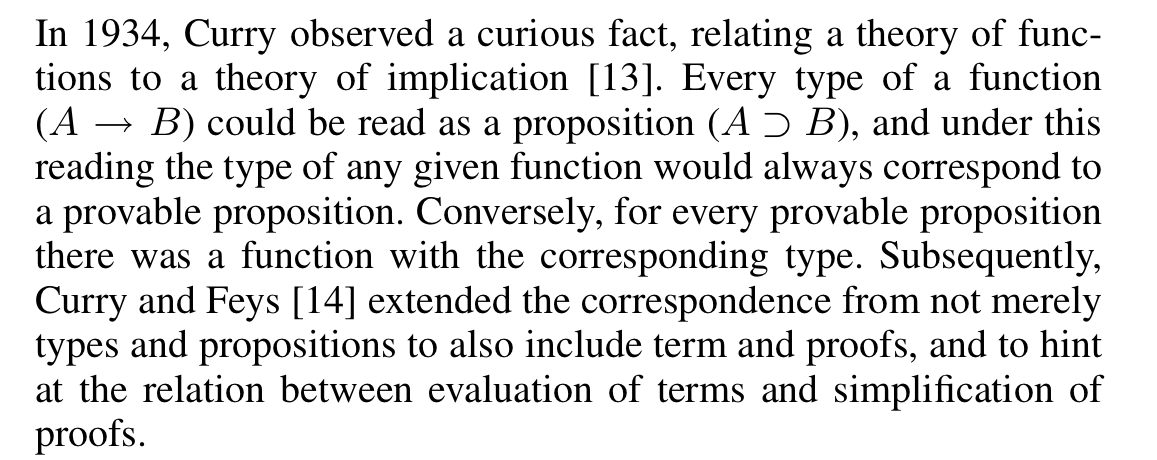 In 1934, Curry observed a curious fact, relating a theory of func-
tions to a theory of implication [13]. Every type of a function
(A → B) could be read as a proposition (A ⊃ B), and under this
reading the type of any given function would always correspond to
a provable proposition. Conversely, for every provable proposition
there was a function with the corresponding type. Subsequently,
Curry and Feys [14] extended the correspondence from not merely
types and propositions to also include term and proofs, and to hint
at the relation between evaluation of terms and simplification of
proofs.